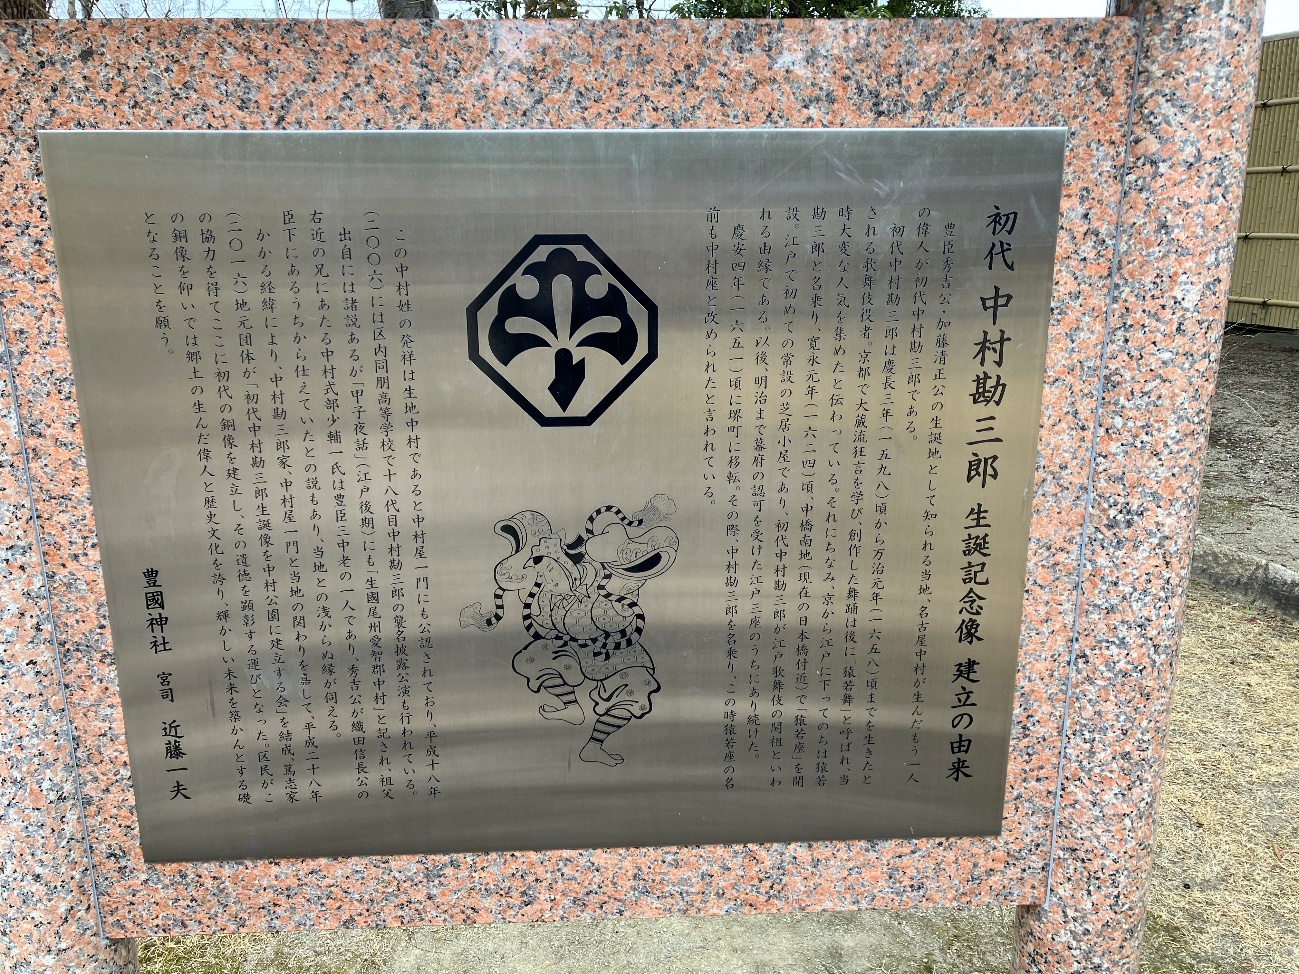 初代 中村勘三郎 生誕記念像 建立の由来
豊臣秀吉公・加藤清正公の生誕地として知られる当地、名古屋中村が生んだもう一人
の偉人が初代中村勘三郎である。
初代中村勘三郎は慶長三年(一五九八)頃から万治元年(一六五八)頃までを生きたと
される歌舞伎役者。京都で大蔵流狂言を学び、創作した舞踊は後に「猿若舞」と呼ばれ、当
時大変な人気を集めたと伝わっている。それにちなみ、京から江戸に下ってのちは猿若
勘三郎と名乗り、寛永元年(一六二四)頃、中橋南地(現在の日本橋付近)で「猿若座」を開
設。江戸で初めての常設の芝居小屋であり、初代中村勘三郎が江戸歌舞伎の開祖といわ
れる由縁である。以後、明治まで幕府の認可を受けた江戸三座のうちにあり続けた。
慶安四年(一六五一)頃に堺町に移転。その際、中村勘三郎を名乗り、この時猿若座の名
前も中村座と改められたと言われている。
この中村姓の発祥は生地中村であると中村屋一門にも公認されており、平成十八年
(二〇〇六)には区内同朋高等学校で十八代目中村勘三郎の襲名披露公演も行われている。
出自には諸説あるが「甲子夜話」(江戸後期)にも「生國尾州愛智郡中村」と記され、祖父
右近の兄にあたる中村式部少輔一氏は豊臣三中老の一人であり、秀吉公が織田信長公の
臣下にあるうちから仕えていたとの説もあり、当地との浅からぬ縁が伺える。
かかる経緯により、中村勘三郎家、中村屋一門と当地の関わりを嘉して、平成二十八年
(二〇一六)地元団体が「初代中村勘三郎生誕像を中村公園に建立する会」を結成、篤志家
の協力を得てここに初代の銅像を建立し、その道徳を顕彰する運びとなった。区民がこ
の銅像を仰いでは郷土の生んだ偉人と歴史文化を誇り、輝かしい未来を築かんとする礎
となることを願う。
豊國神社 宮司 近藤一夫